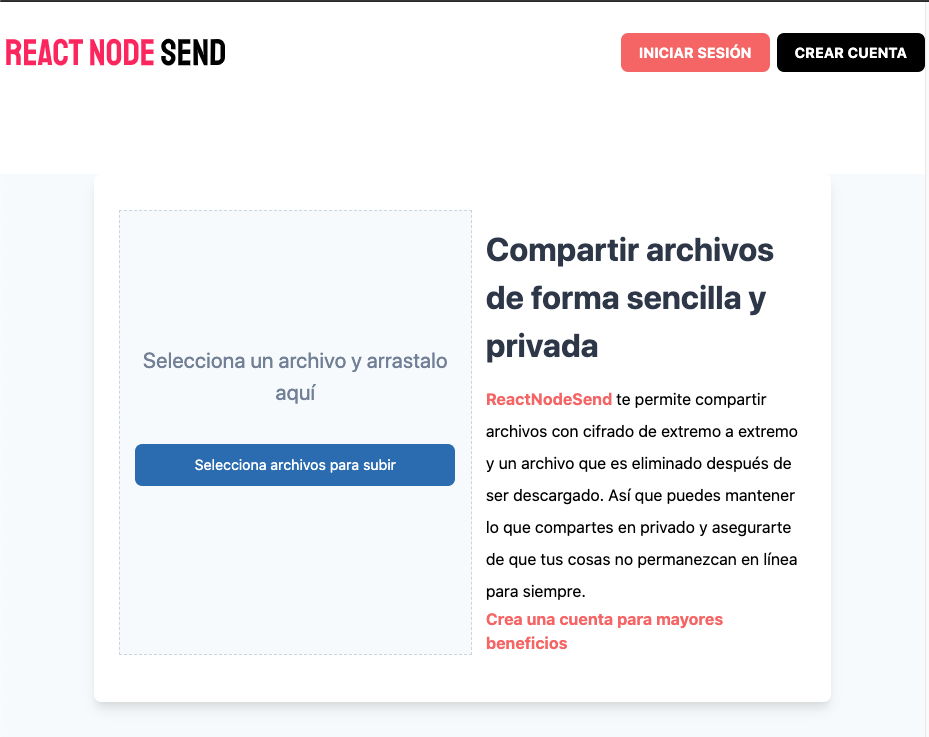 REACT NODE SEND
INICIAR SESIÓN
CREAR CUENTA
Selecciona un archivo y arrastalo
aquí
Selecciona archivos para subir
Compartir archivos
de forma sencilla y
privada
ReactNodeSend te permite compartir
archivos con cifrado de extremo a extremo
y un archivo que es eliminado después de
ser descargado. Así que puedes mantener
lo que compartes en privado y asegurarte
de que tus cosas no permanezcan en línea
para siempre.
Crea una cuenta para mayores
beneficios